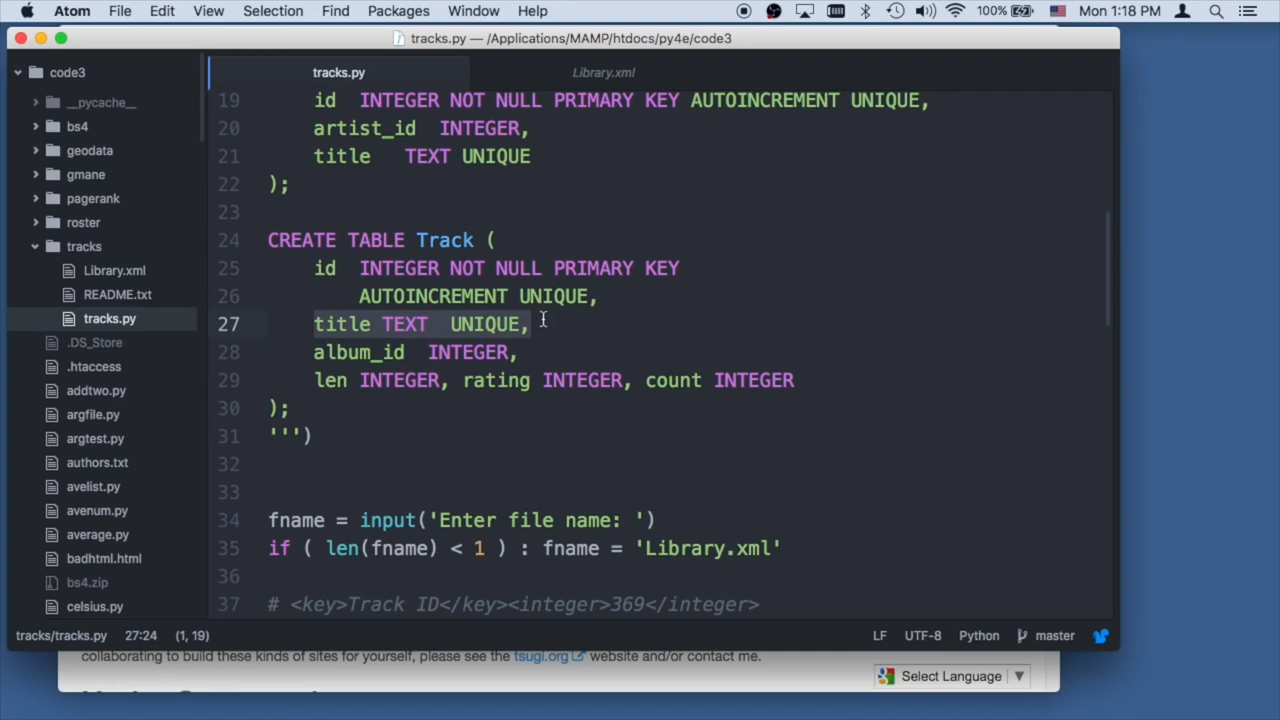 Atom File Edit View Selection Find Packages Window Help 100% Mon 1:18 PM
tracks.py — /Applications/MAMP/htdocs/py4e/code3
code3
__pycache__
bs4
geodata
gmane
pagerank
roster
tracks
Library.xml
README.txt
tracks.py
.DS_Store
.htaccess
addtwo.py
argfile.py
argtest.py
authors.txt
avelist.py
avenum.py
average.py
badhtml.html
bs4.zip
celsius.py
tracks.py Library.xml
19 id INTEGER NOT NULL PRIMARY KEY AUTOINCREMENT UNIQUE,
20 artist_id INTEGER,
21 title TEXT UNIQUE
22 );
23
24 CREATE TABLE Track (
25 id INTEGER NOT NULL PRIMARY KEY
26 AUTOINCREMENT UNIQUE,
27 title TEXT UNIQUE,
28 album_id INTEGER,
29 len INTEGER, rating INTEGER, count INTEGER
30 );
31 ''')
32
33
34 fname = input('Enter file name: ')
35 if ( len(fname) < 1 ) : fname = 'Library.xml'
36
37 # <key>Track ID</key><integer>369</integer>
tracks/tracks.py 27:24 (1, 19) LF UTF-8 Python master
collaborating to build these kinds of sites for yourself, please see the tsugi.org website and/or contact me.
Select Language ▼